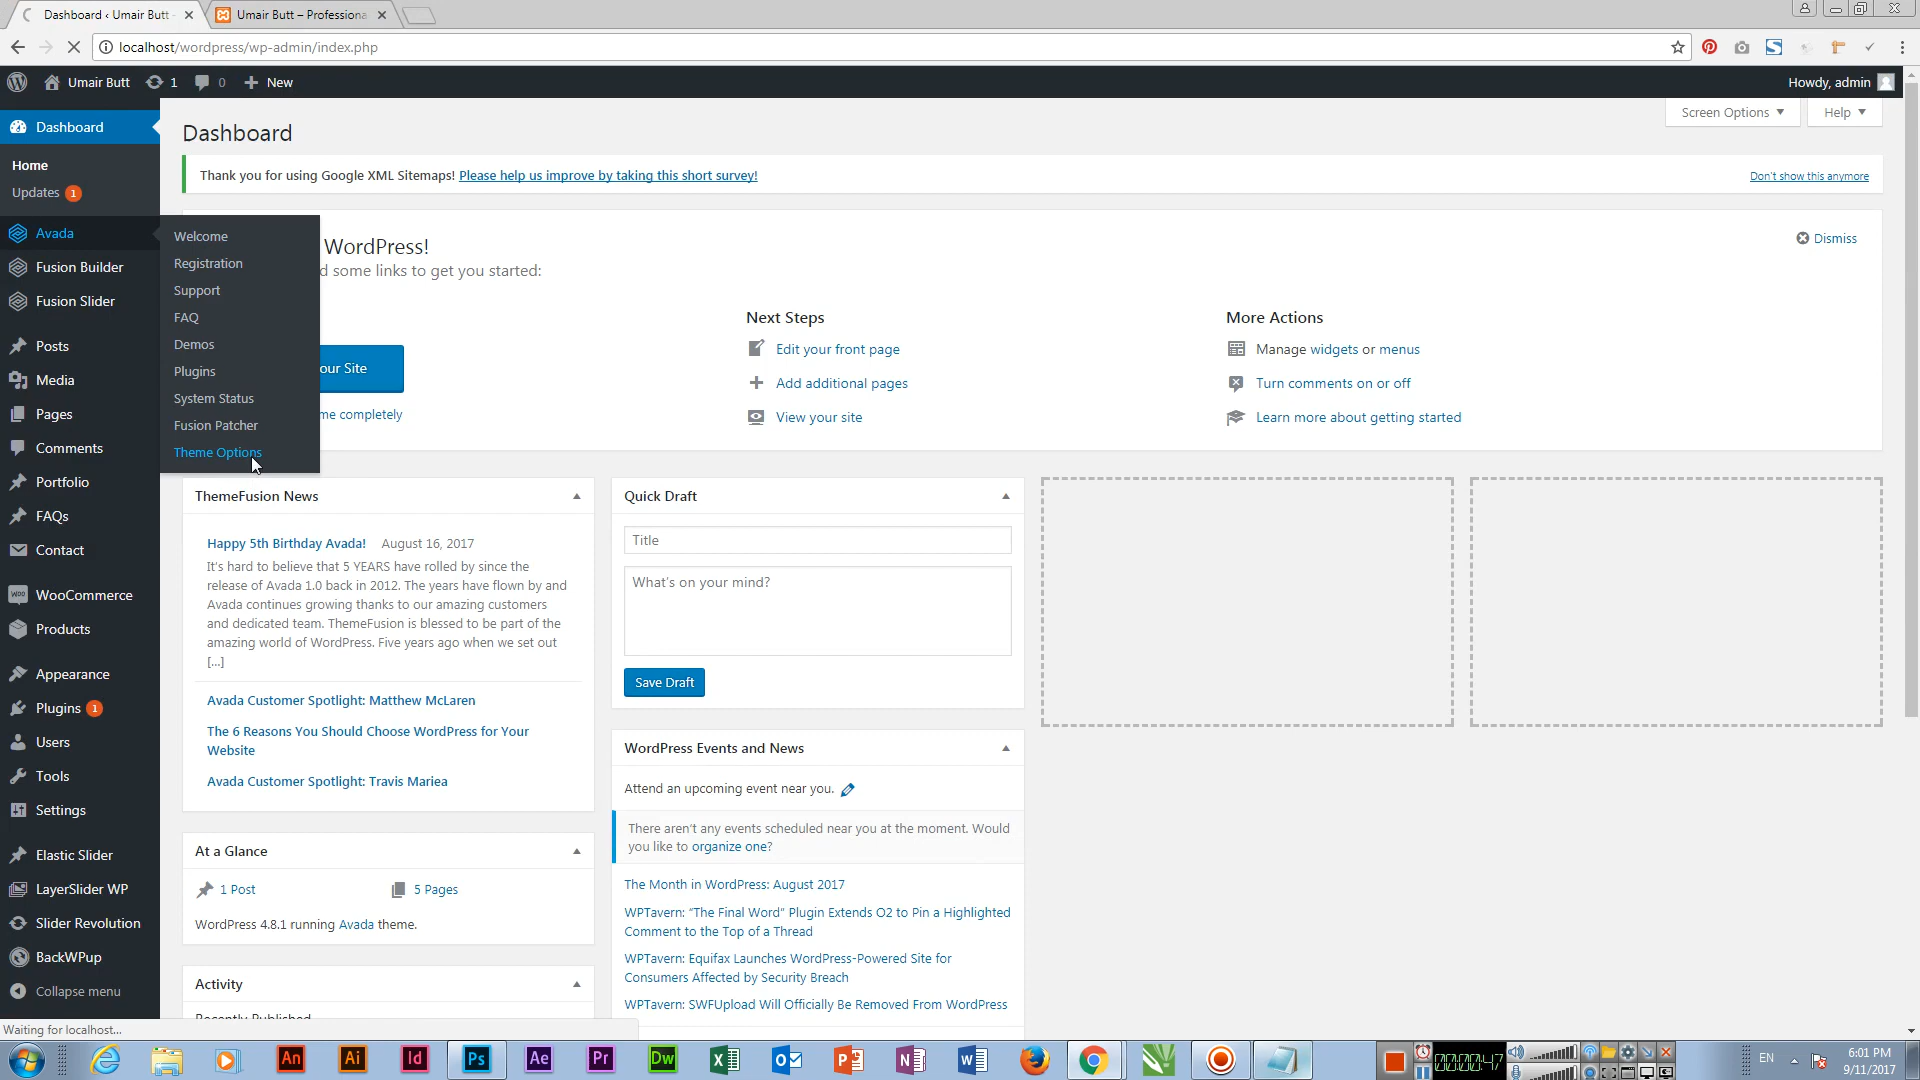 Dashboard ‹ Umair Butt -
Umair Butt – Professiona
localhost/wordpress/wp-admin/index.php
Umair Butt
1
0
New
Howdy, admin
Dashboard
Home
Updates 1
Avada
Fusion Builder
Fusion Slider
Posts
Media
Pages
Comments
Portfolio
FAQs
Contact
WooCommerce
Products
Appearance
Plugins 1
Users
Tools
Settings
Elastic Slider
LayerSlider WP
Slider Revolution
BackWPup
Collapse menu
Welcome
Registration
Support
FAQ
Demos
Plugins
System Status
Fusion Patcher
Theme Options
Dashboard
Screen Options
Help
Thank you for using Google XML Sitemaps! Please help us improve by taking this short survey!
Don't show this anymore
WordPress!
some links to get you started:
Dismiss
our Site
me completely
Next Steps
Edit your front page
Add additional pages
View your site
More Actions
Manage widgets or menus
Turn comments on or off
Learn more about getting started
ThemeFusion News
Happy 5th Birthday Avada! August 16, 2017
It's hard to believe that 5 YEARS have rolled by since the
release of Avada 1.0 back in 2012. The years have flown by and
Avada continues growing thanks to our amazing customers
and dedicated team. ThemeFusion is blessed to be part of the
amazing world of WordPress. Five years ago when we set out
[...]
Avada Customer Spotlight: Matthew McLaren
The 6 Reasons You Should Choose WordPress for Your
Website
Avada Customer Spotlight: Travis Mariea
At a Glance
1 Post
5 Pages
WordPress 4.8.1 running Avada theme.
Activity
Recently Published
Quick Draft
Title
What's on your mind?
Save Draft
WordPress Events and News
Attend an upcoming event near you.
There aren't any events scheduled near you at the moment. Would
you like to organize one?
The Month in WordPress: August 2017
WPTavern: “The Final Word” Plugin Extends O2 to Pin a Highlighted
Comment to the Top of a Thread
WPTavern: Equifax Launches WordPress-Powered Site for
Consumers Affected by Security Breach
WPTavern: SWFUpload Will Officially Be Removed From WordPress
Waiting for localhost...
An
Ai
Id
Ps
Ae
Pr
Dw
00:00:47
EN
6:01 PM
9/11/2017